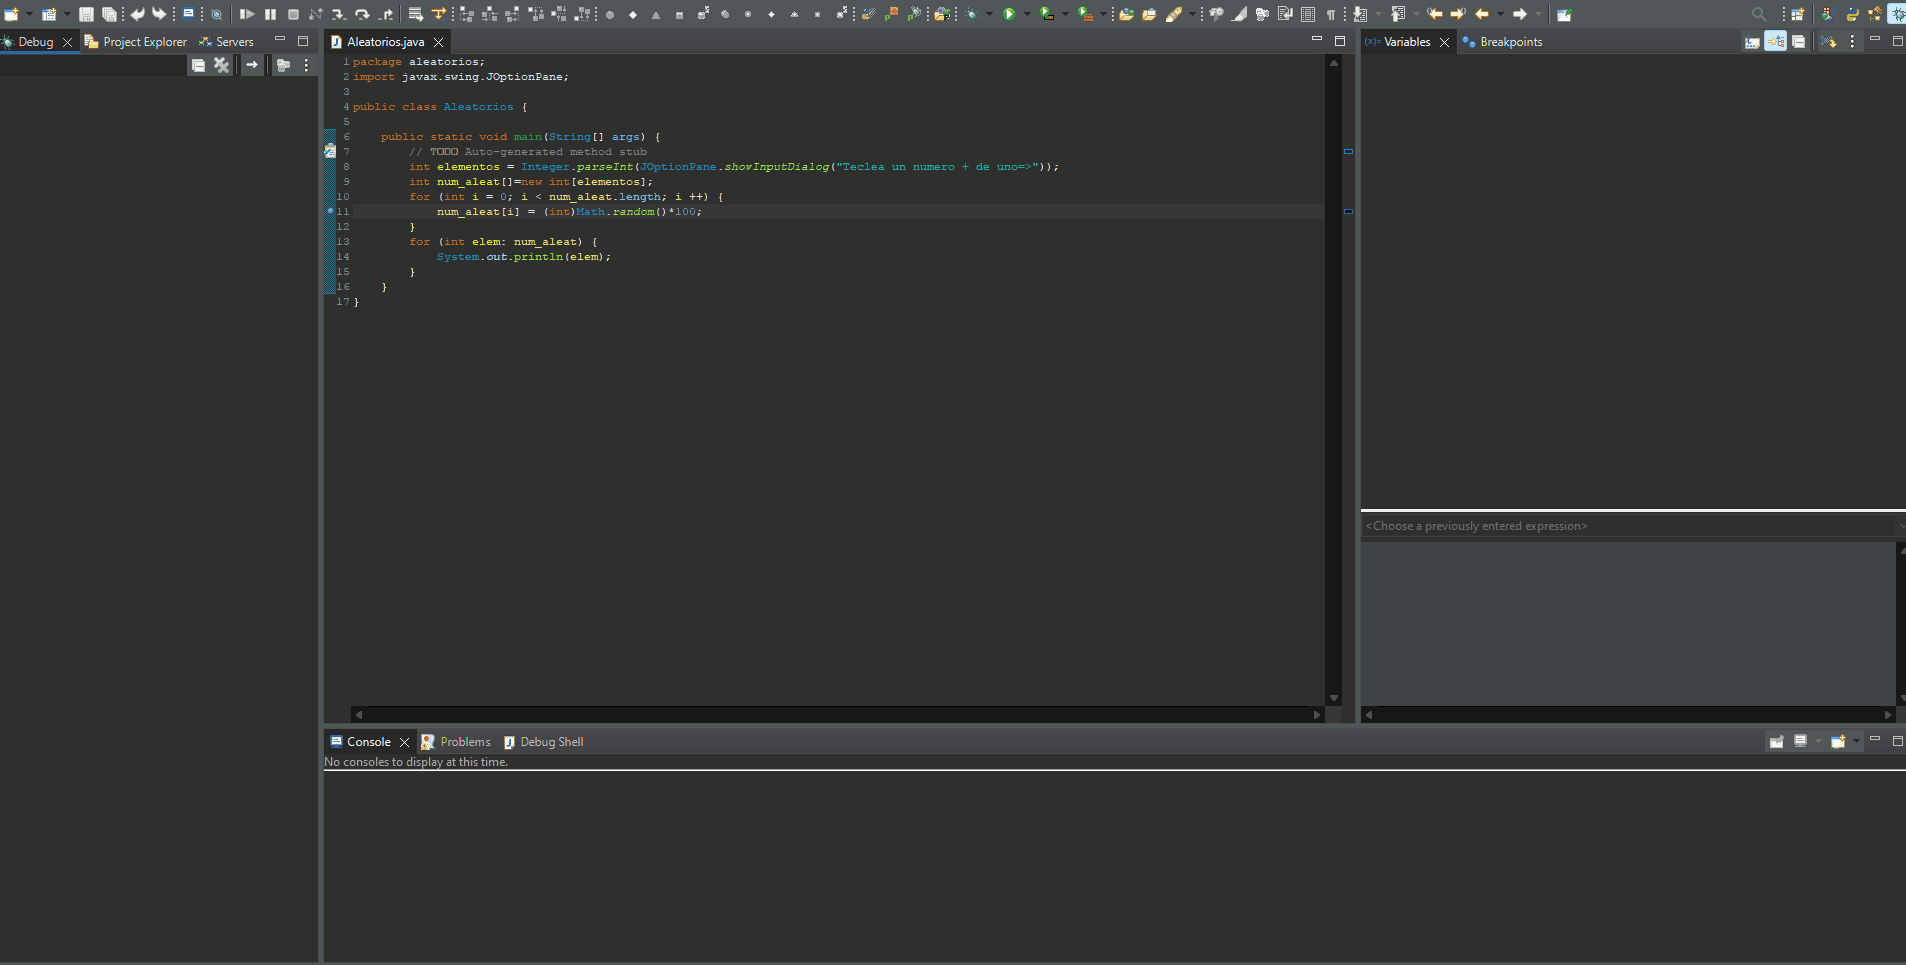 Debug Project Explorer Servers
Aleatorios.java
(x)= Variables Breakpoints
1 package aleatorios;
2 import javax.swing.JOptionPane;
3
4 public class Aleatorios {
5
6 public static void main(String[] args) {
7 // TODO Auto-generated method stub
8 int elementos = Integer.parseInt(JOptionPane.showInputDialog("Teclea un numero + de uno=>"));
9 int num_aleat[]=new int[elementos];
10 for (int i = 0; i < num_aleat.length; i ++) {
11 num_aleat[i] = (int)Math.random()*100;
12 }
13 for (int elem: num_aleat) {
14 System.out.println(elem);
15 }
16 }
17 }
<Choose a previously entered expression>
Console Problems Debug Shell
No consoles to display at this time.